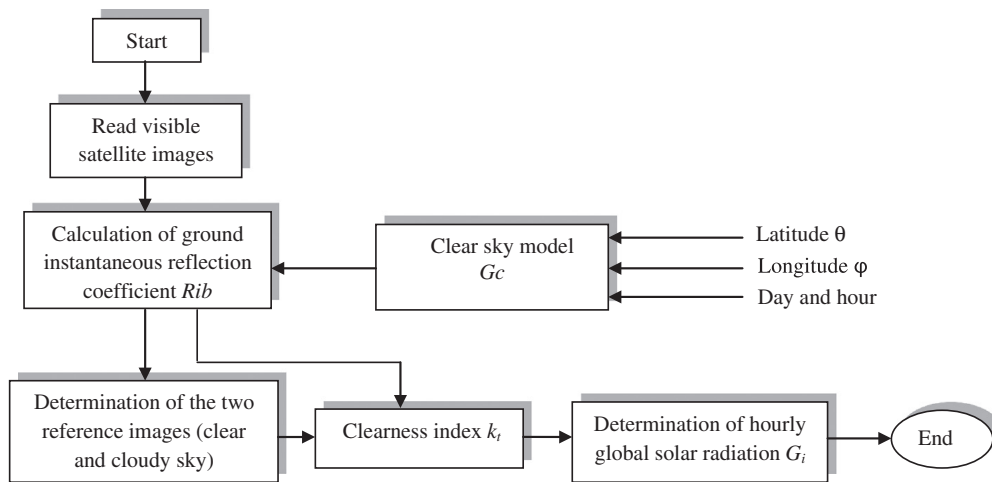 Start
Read visible
satellite images
Calculation of ground
instantaneous reflection
coefficient Rib
Clear sky model
Gc
Latitude θ
Longitude φ
Day and hour
Determination of the two
reference images (clear
and cloudy sky)
Clearness index kt
Determination of hourly
global solar radiation Gi
End